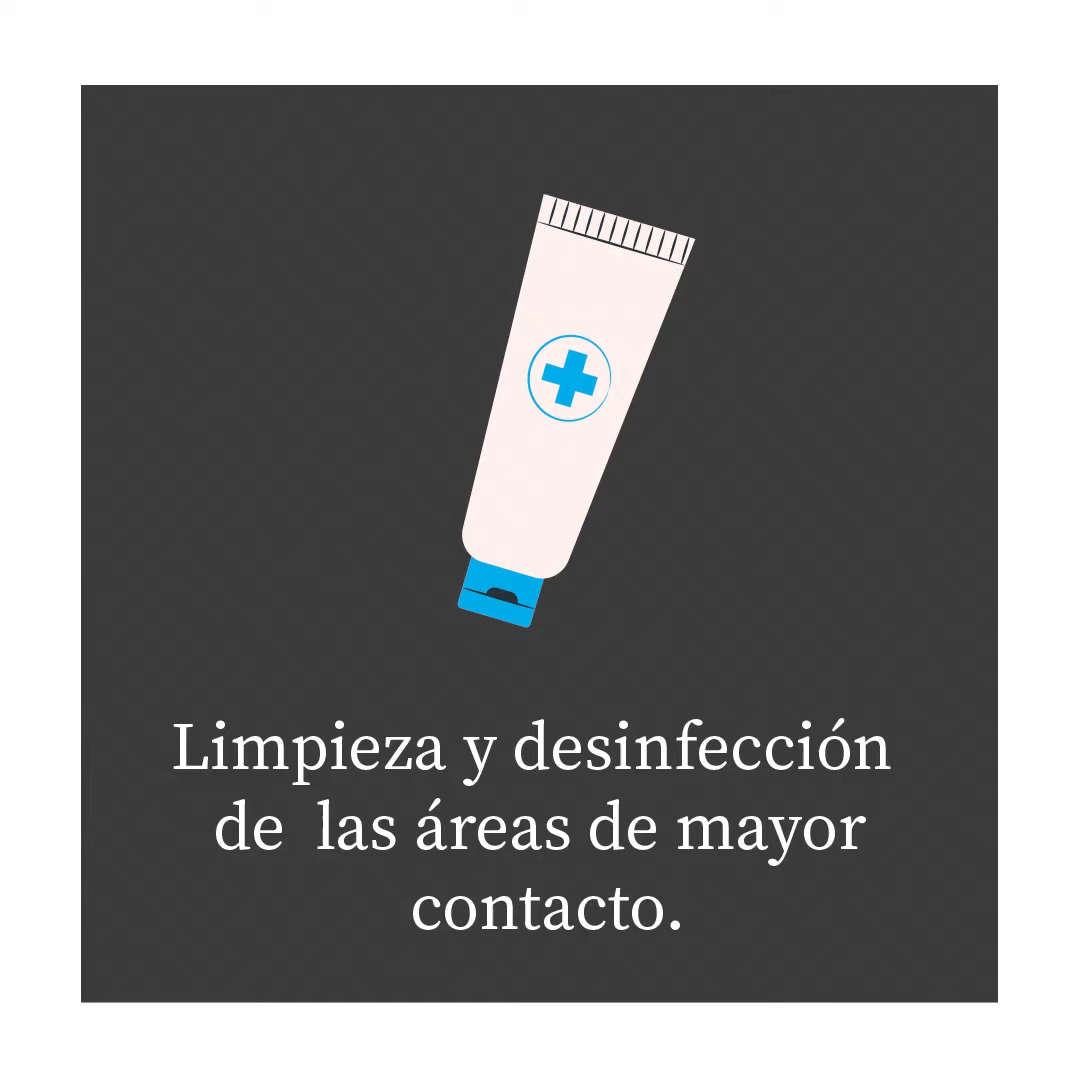 Limpieza y desinfección
de las áreas de mayor
contacto.